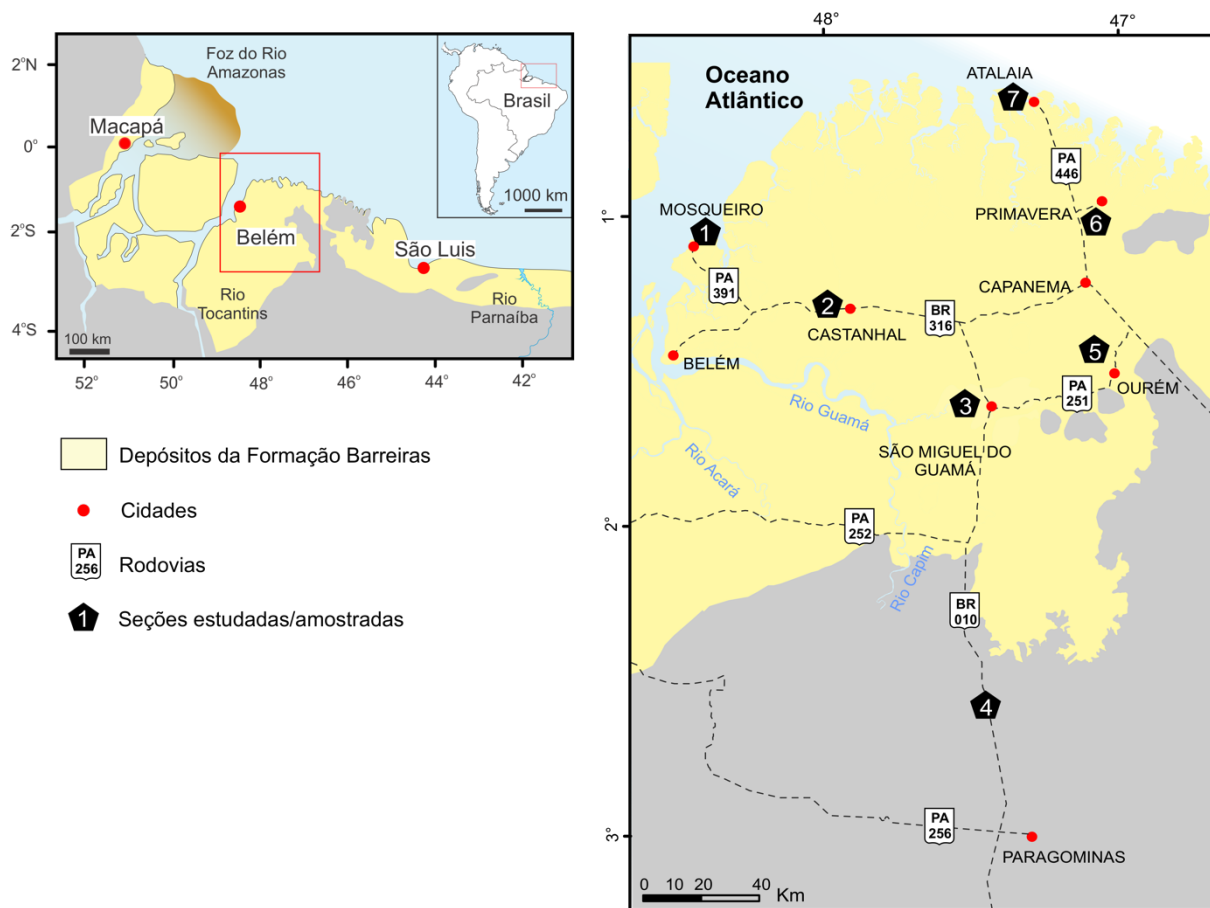 2°N
0°
2°S
4°S
52°
50°
48°
46°
44°
42°
Foz do Rio
Amazonas
Macapá
Belém
São Luis
Rio
Tocantins
Rio
Parnaíba
100 km
Brasil
1000 km
Depósitos da Formação Barreiras
Cidades
PA
256
Rodovias
1
Seções estudadas/amostradas
48°
47°
1°
2°
3°
Oceano
Atlântico
ATALAIA
7
PA
446
MOSQUEIRO
1
PRIMAVERA
6
PA
391
CAPANEMA
2
BR
316
CASTANHAL
BELÉM
5
OURÉM
PA
251
Rio Guamá
3
SÃO MIGUEL DO
GUAMÁ
Rio Acará
PA
252
Rio Capim
BR
010
4
PA
256
PARAGOMINAS
0 10 20 40 Km